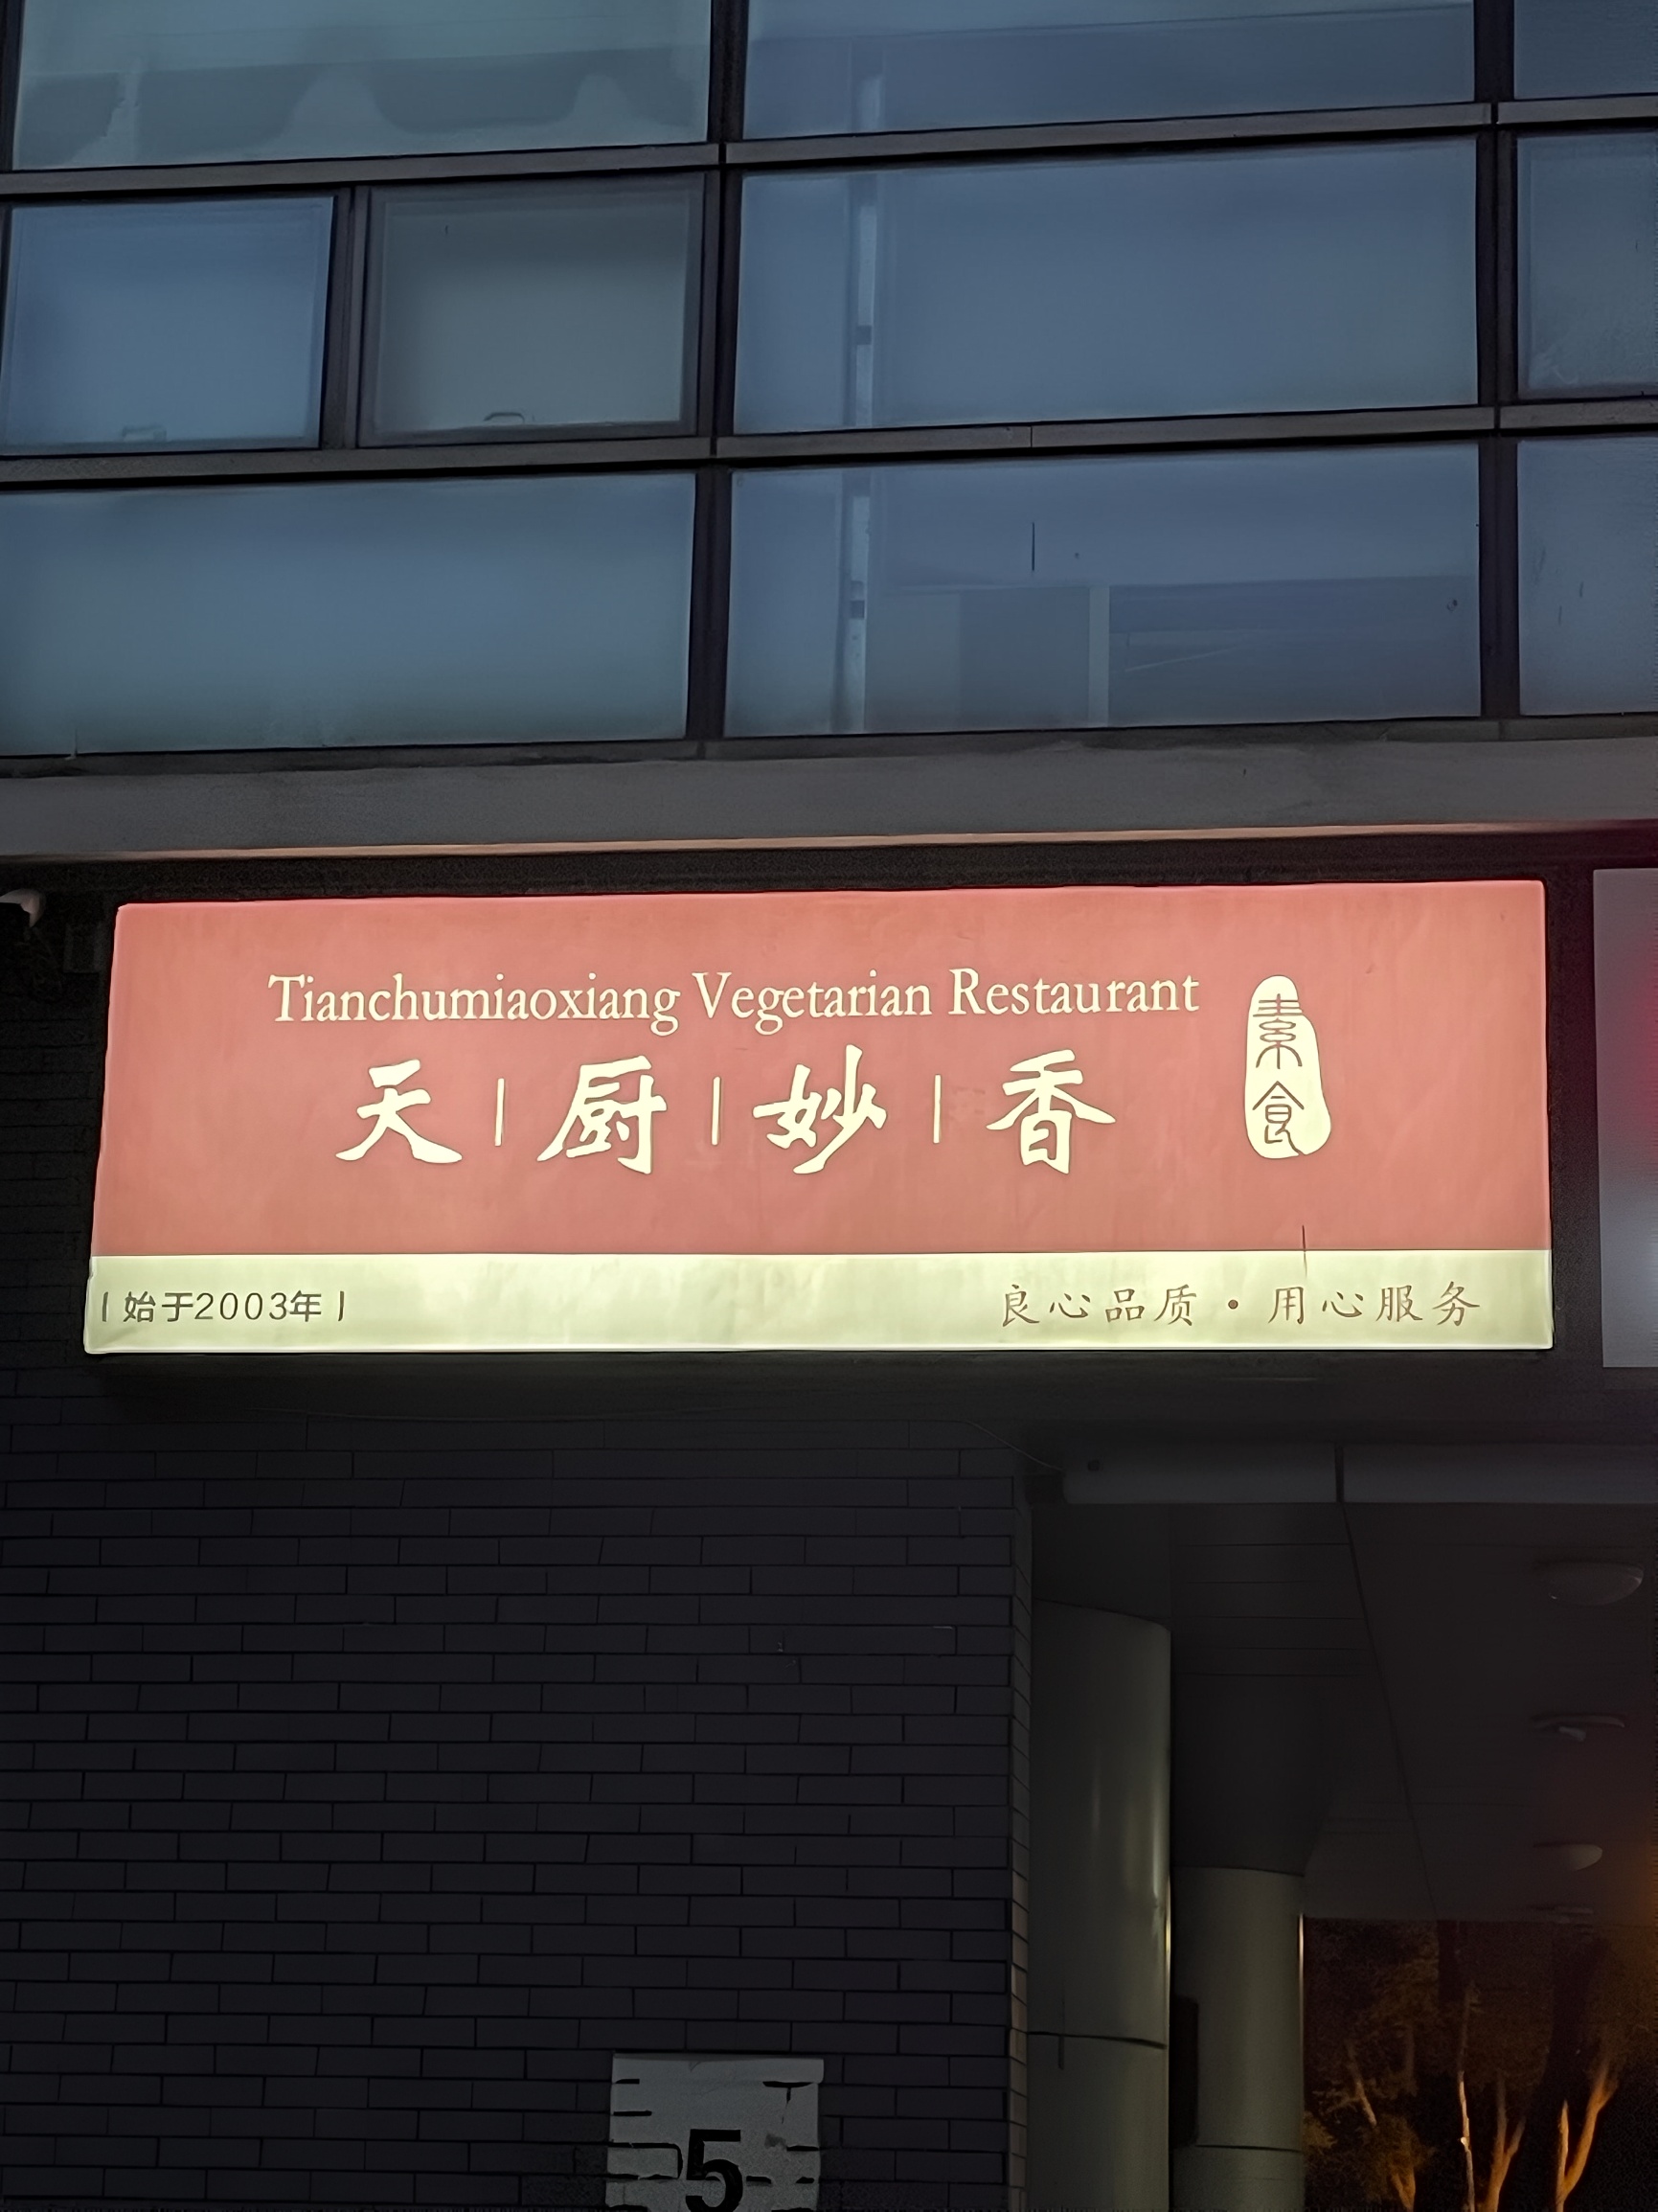 Tianchumiaoxiang Vegetarian Restaurant
天|厨|妙|香
素食
|始于2003年|
良心品质·用心服务
5